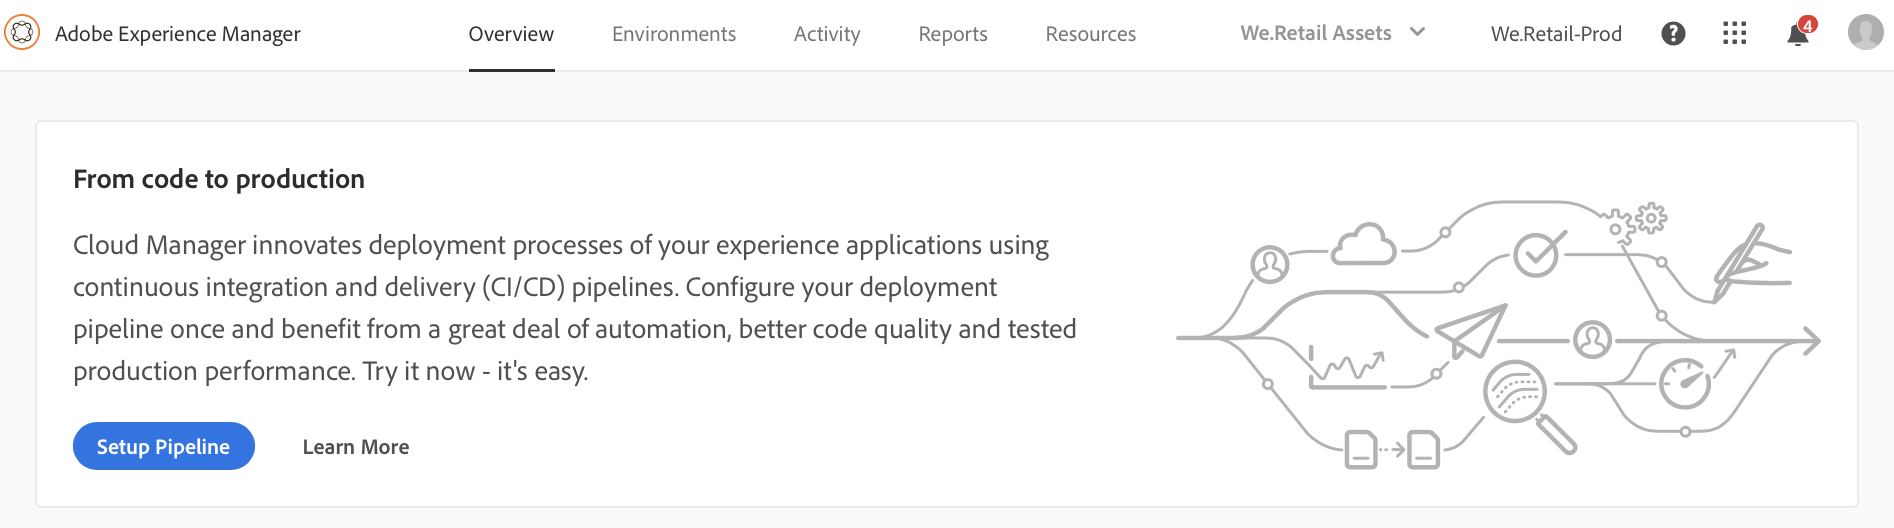 Adobe Experience Manager
Overview
Environments
Activity
Reports
Resources
We.Retail Assets
We.Retail-Prod
?
4
From code to production
Cloud Manager innovates deployment processes of your experience applications using
continuous integration and delivery (CI/CD) pipelines. Configure your deployment
pipeline once and benefit from a great deal of automation, better code quality and tested
production performance. Try it now - it's easy.
Setup Pipeline
Learn More